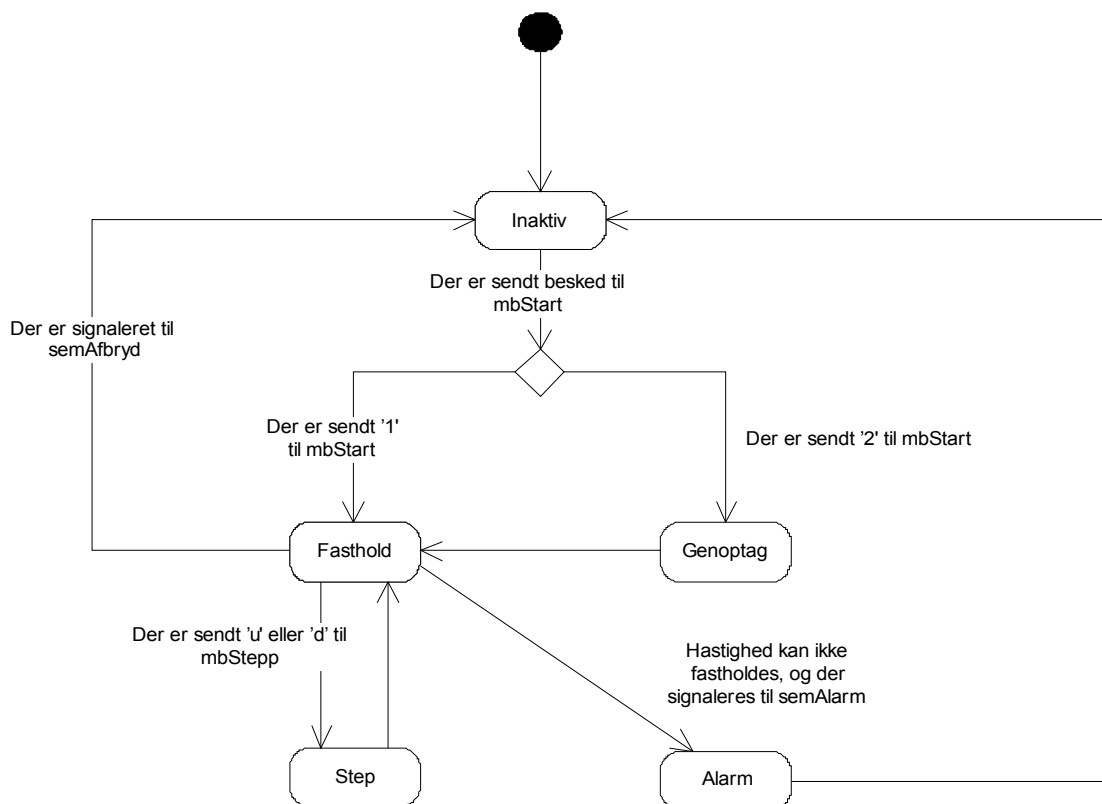 Inaktiv
Der er sendt besked til
mbStart
Der er signaleret til
semAfbryd
Der er sendt ’1'
til mbStart
Der er sendt ’2' til mbStart
Fasthold
Genoptag
Der er sendt ’u' eller ’d’ til
mbStepp
Hastighed kan ikke
fastholdes, og der
signaleres til semAlarm
Step
Alarm